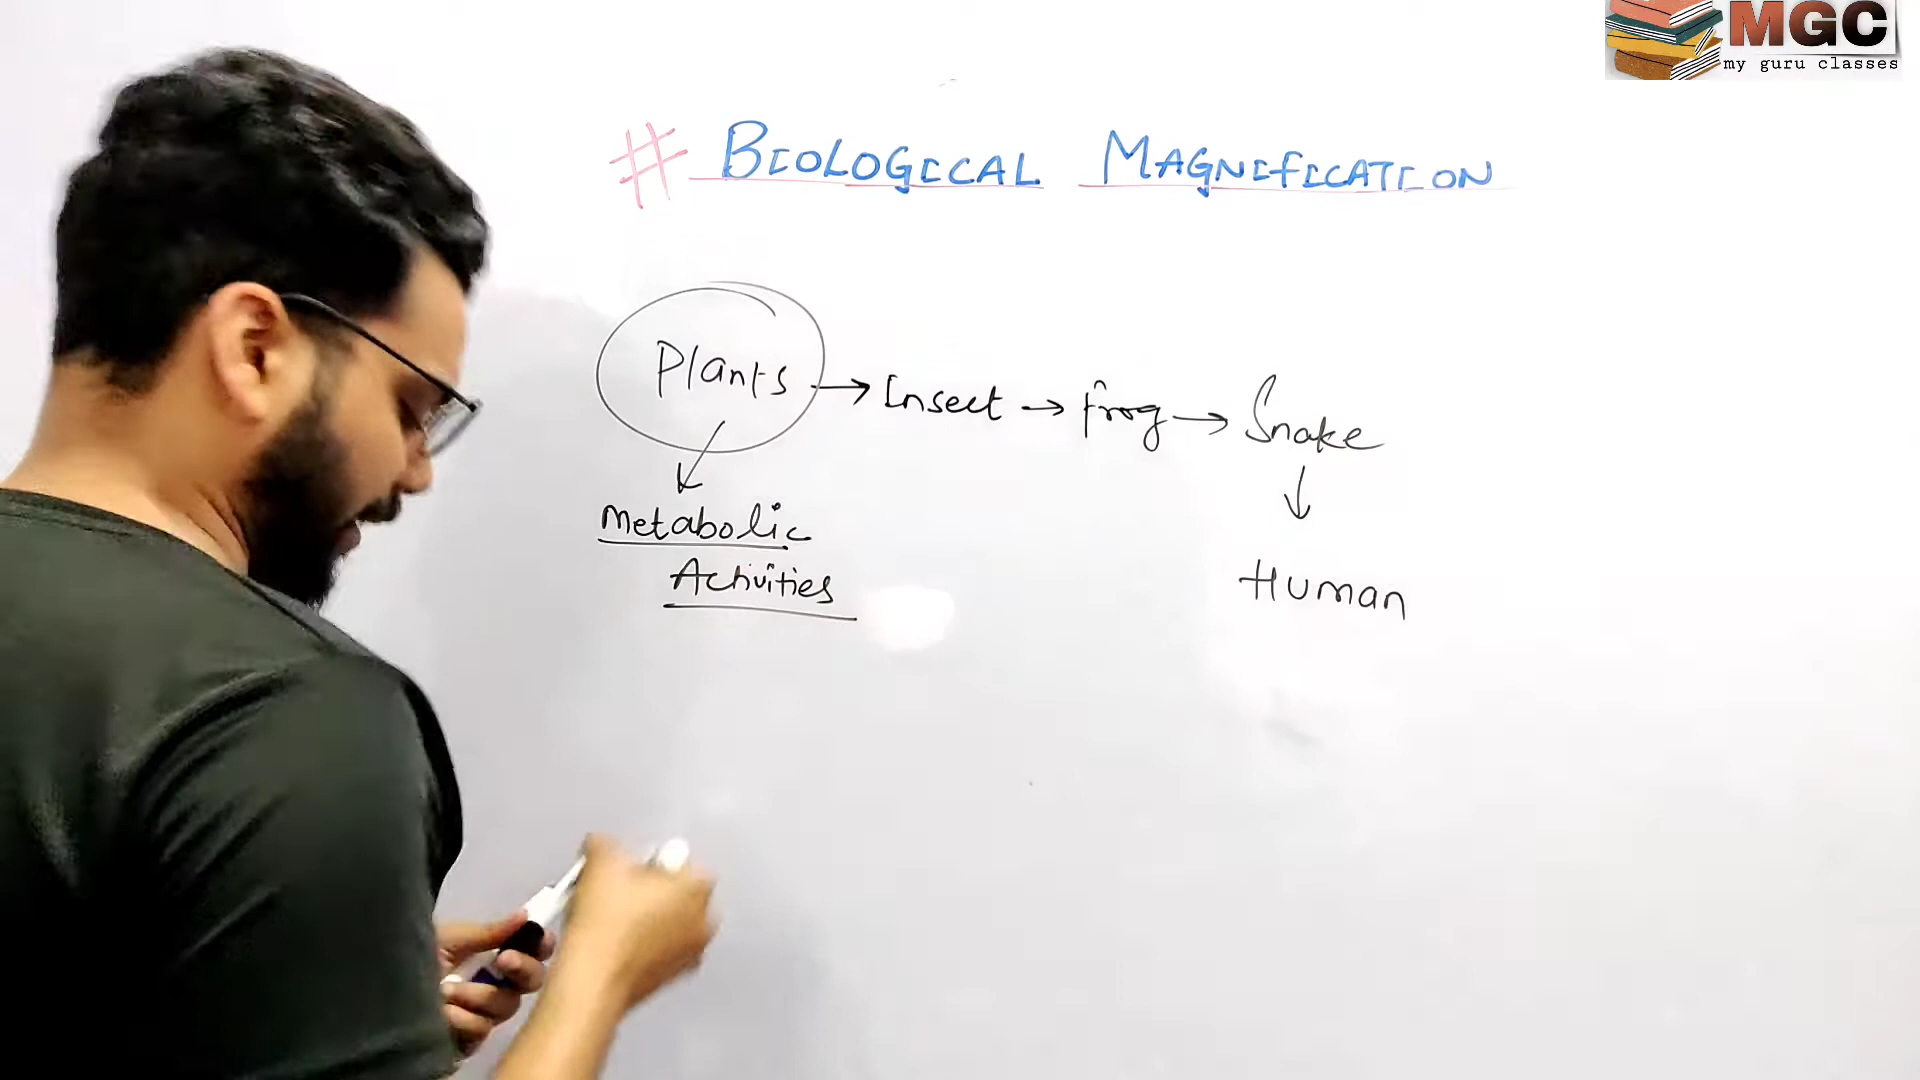 MGC
my guru classes
# BIOLOGICAL MAGNIFICATION
Plants → Insect → frog → Snake
↓
Metabolic
Activities
↓
Human